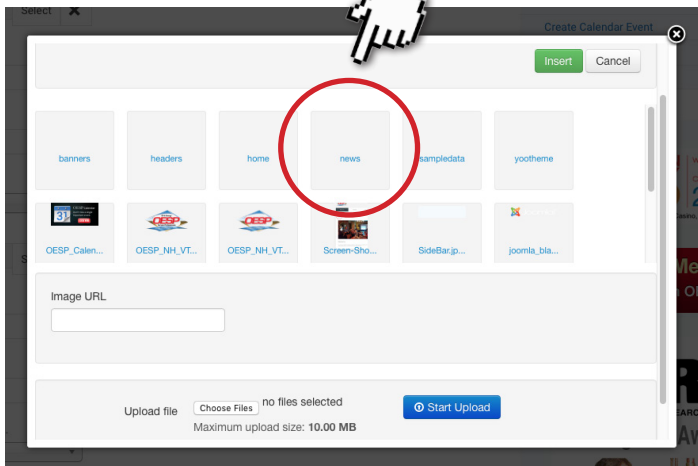 Select
Create Calendar Event
Insert Cancel
banners headers home news sampledata yootheme
OESP_Calen... OESP_NH_VT... OESP_NH_VT... Screen-Sho... SideBar.jp... joomla_bla...
Image URL
Upload file Choose Files no files selected Start Upload
Maximum upload size: 10.00 MB